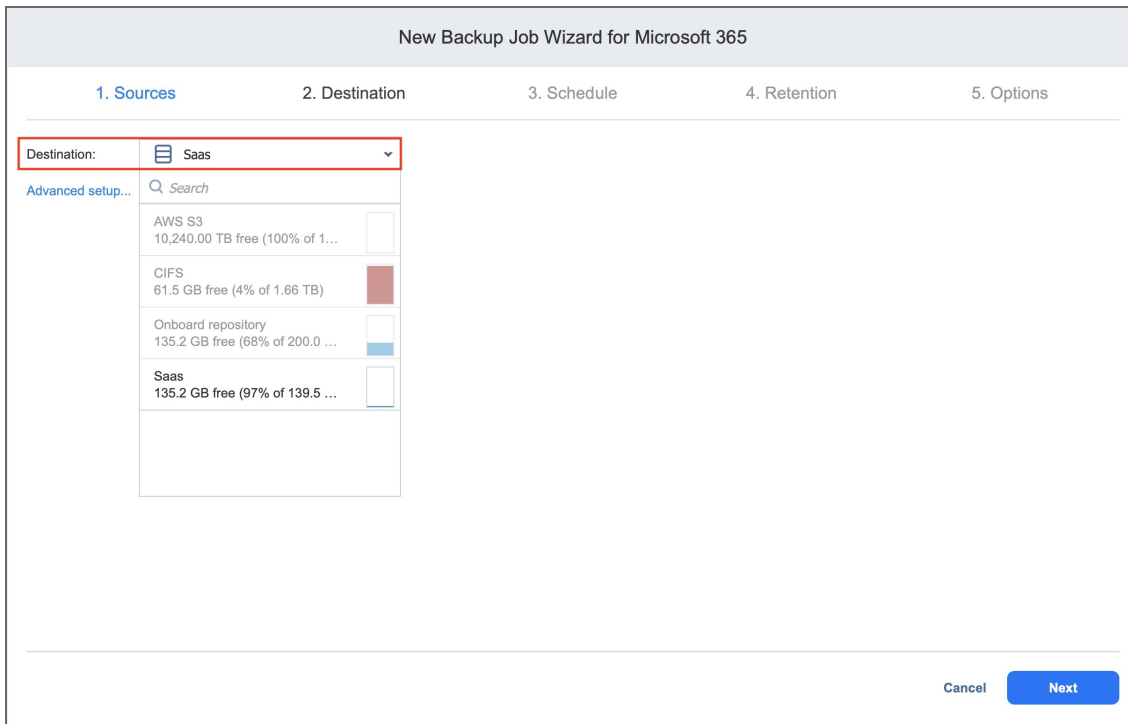 New Backup Job Wizard for Microsoft 365
1. Sources
2. Destination
3. Schedule
4. Retention
5. Options
Destination:
Saas
Advanced setup...
Search
AWS S3
10,240.00 TB free (100% of 1...
CIFS
61.5 GB free (4% of 1.66 TB)
Onboard repository
135.2 GB free (68% of 200.0 ...
Saas
135.2 GB free (97% of 139.5 ...
Cancel
Next